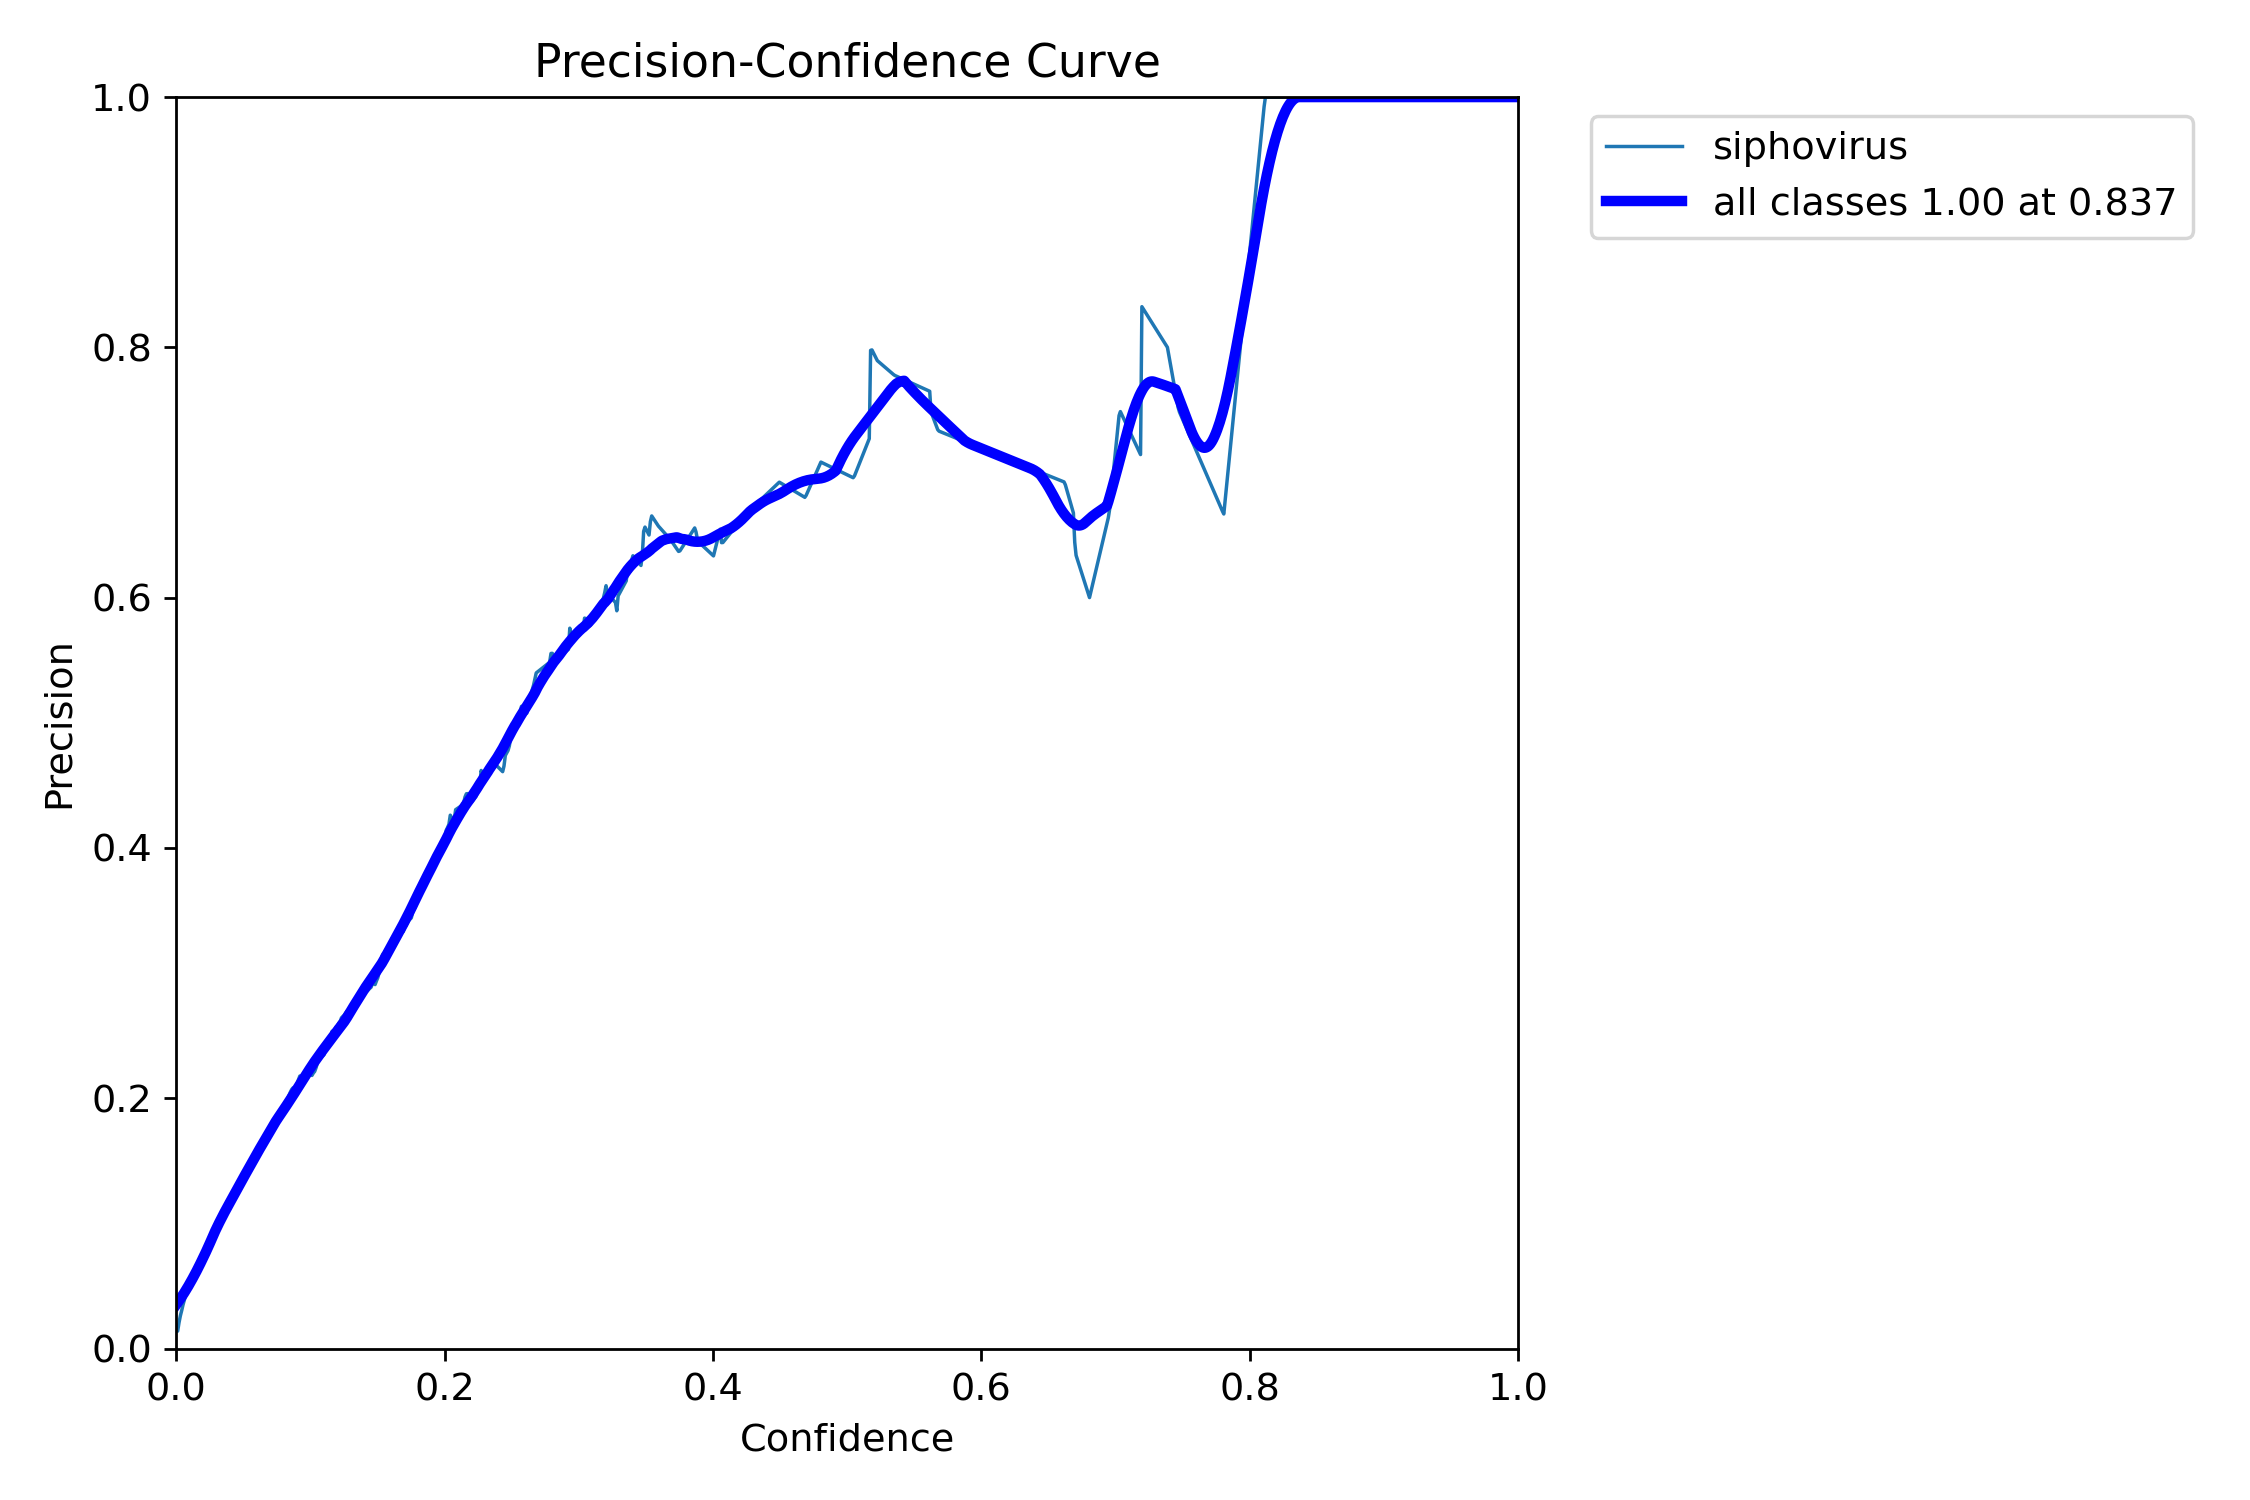 Precision-Confidence Curve
siphovirus
all classes 1.00 at 0.837
Precision
1.0
0.8
0.6
0.4
0.2
0.0
0.0 0.2 0.4 0.6 0.8 1.0
Confidence